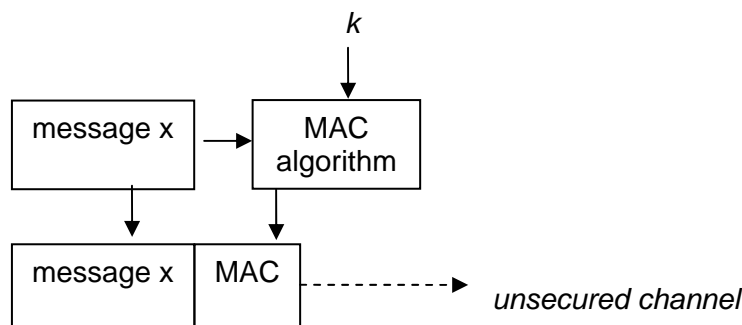 k
message x
MAC
algorithm
message x
MAC
unsecured channel